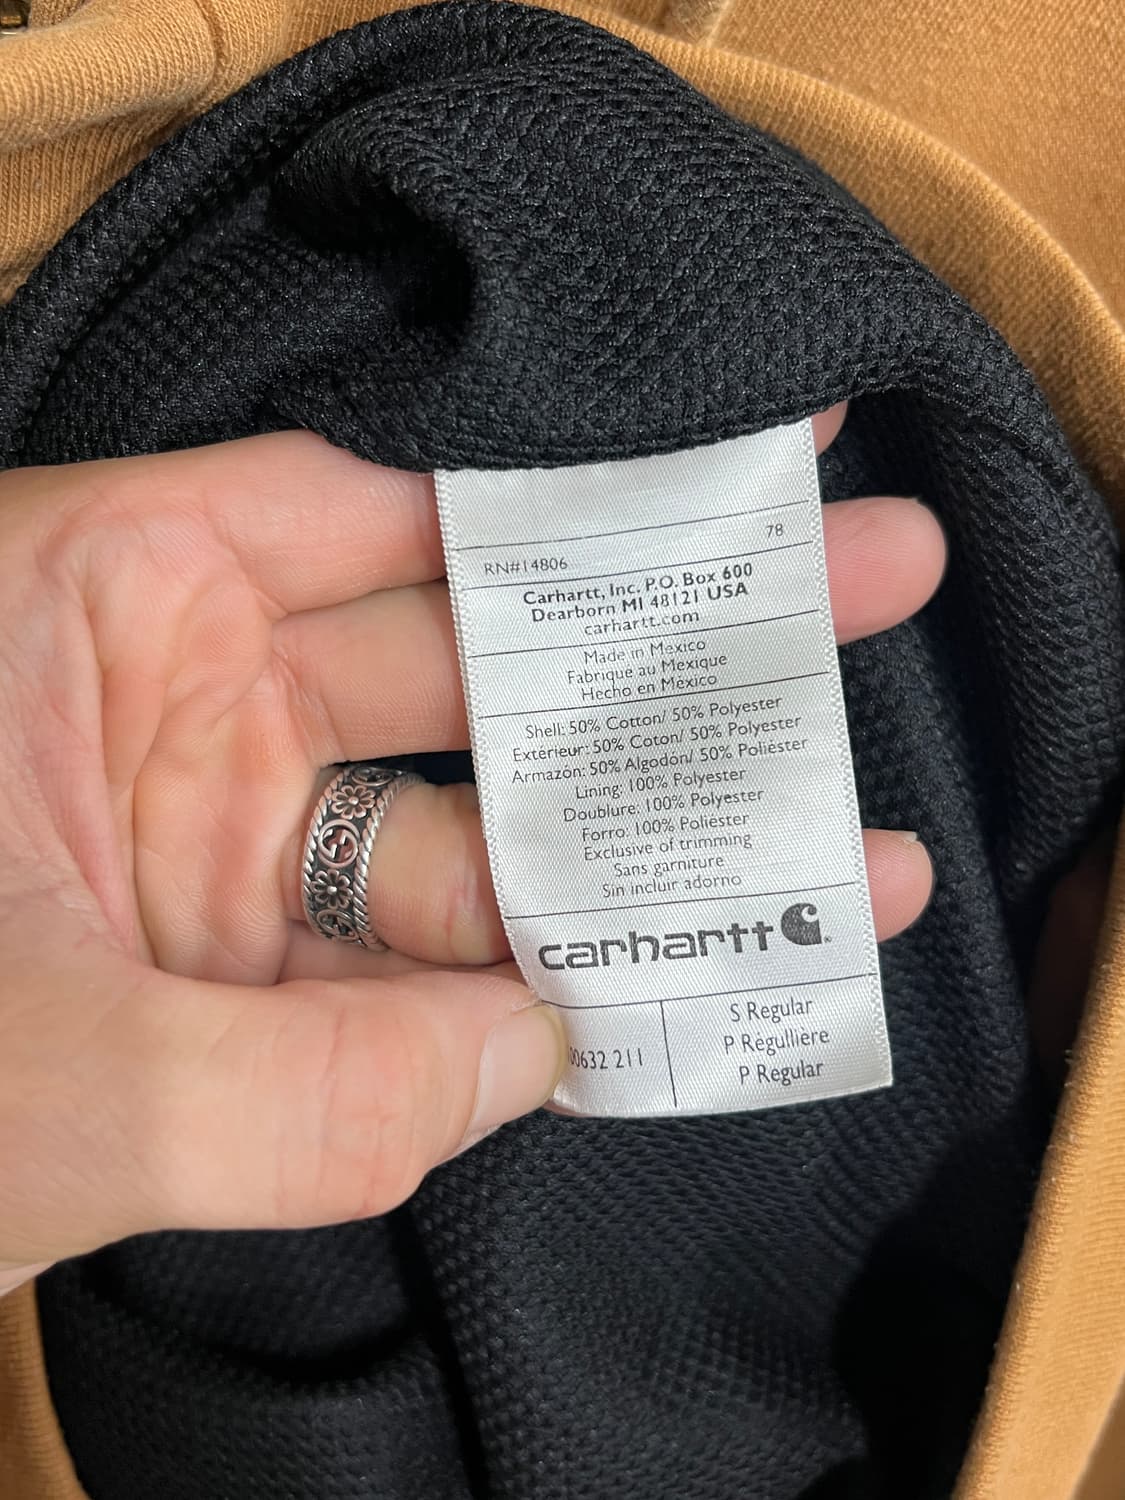 78
RN#14806
Carhartt, Inc. P.O. Box 600
Dearborn MI 48121 USA
carhartt.com
Made in Mexico
Fabriqué au Mexique
Hecho en México
Shell: 50% Cotton/ 50% Polyester
Extérieur: 50% Coton/ 50% Polyester
Armazón: 50% Algodón/ 50% Poliéster
Lining: 100% Polyester
Doublure: 100% Polyester
Forro: 100% Poliester
Exclusive of trimming
Sans garniture
Sin incluir adorno
carhartt
00632 211
S Regular
P Régullière
P Regular